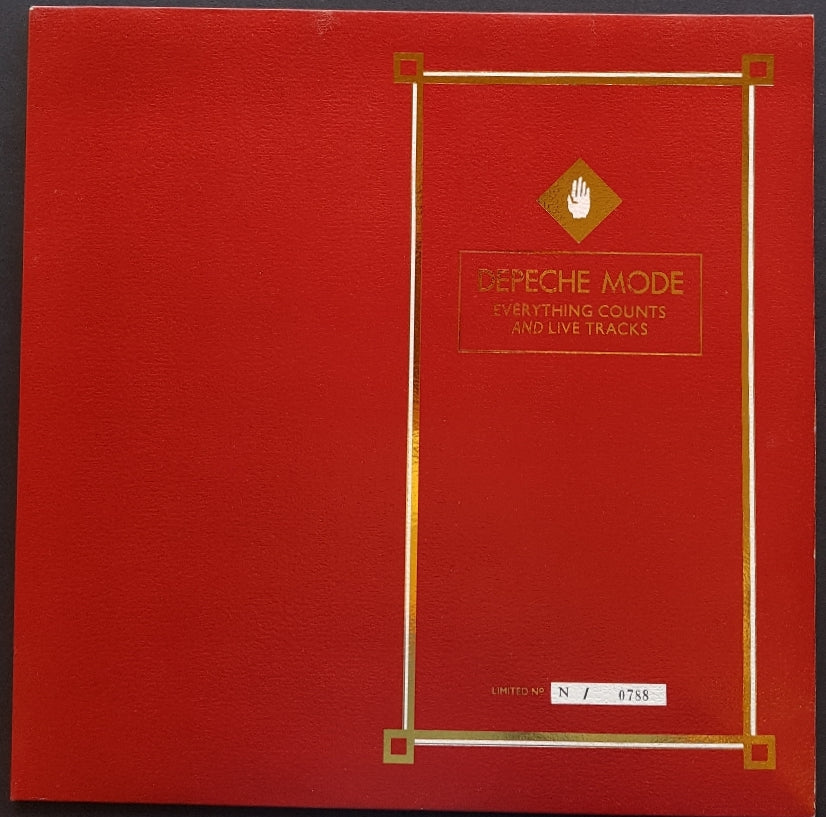 DEPECHE MODE
EVERYTHING COUNTS
AND LIVE TRACKS
LIMITED Nº N / 0788